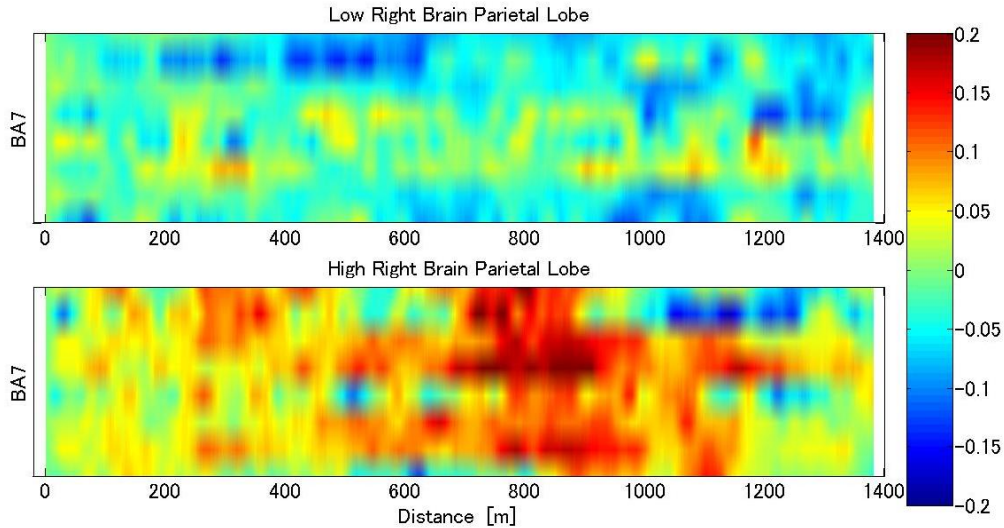 Low Right Brain Parietal Lobe
BA7
0 200 400 600 800 1000 1200 1400
High Right Brain Parietal Lobe
BA7
0 200 400 600 800 1000 1200 1400
Distance [m]
0.2
0.15
0.1
0.05
0
-0.05
-0.1
-0.15
-0.2